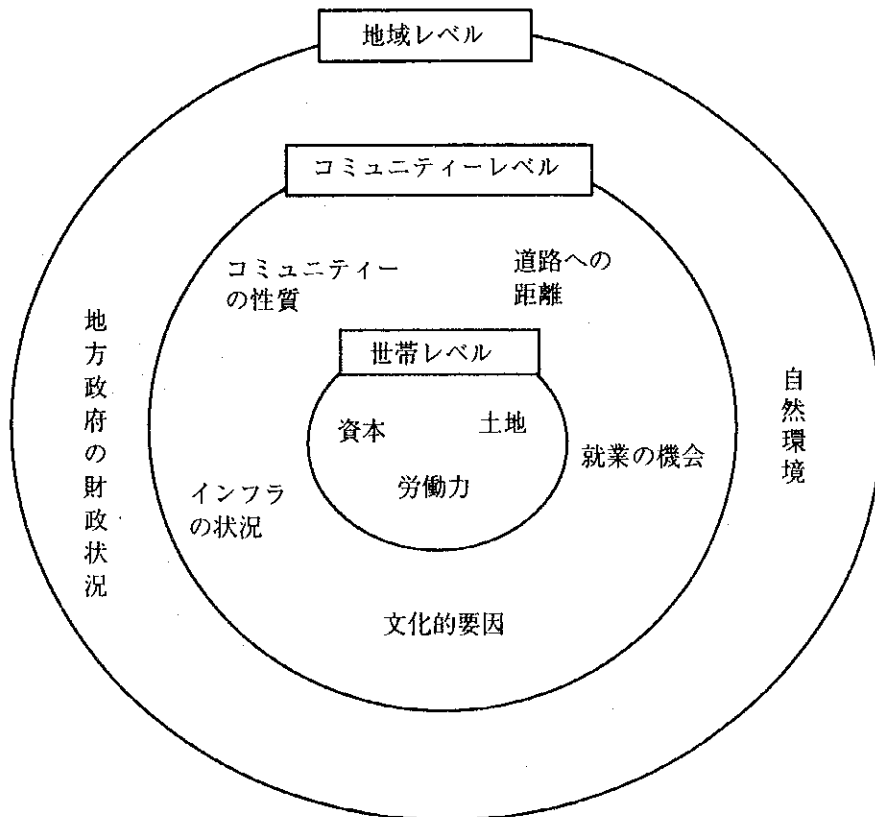 地域レベル
コミュニティーレベル
コミュニティー
の性質
道路への
距離
世帯レベル
資本
土地
労働力
就業の機会
インフラ
の状況
文化的要因
地方政府の財政状況
自然環境